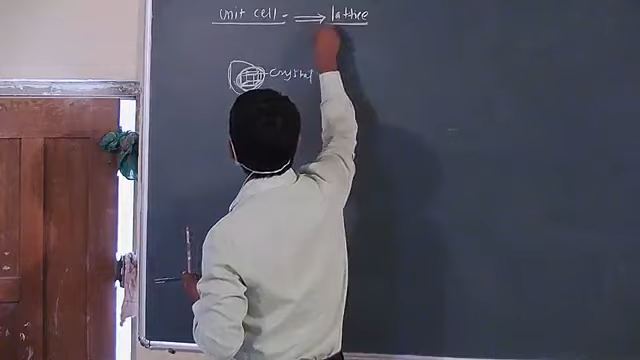 unit cell - ⇒ lattice
crystal